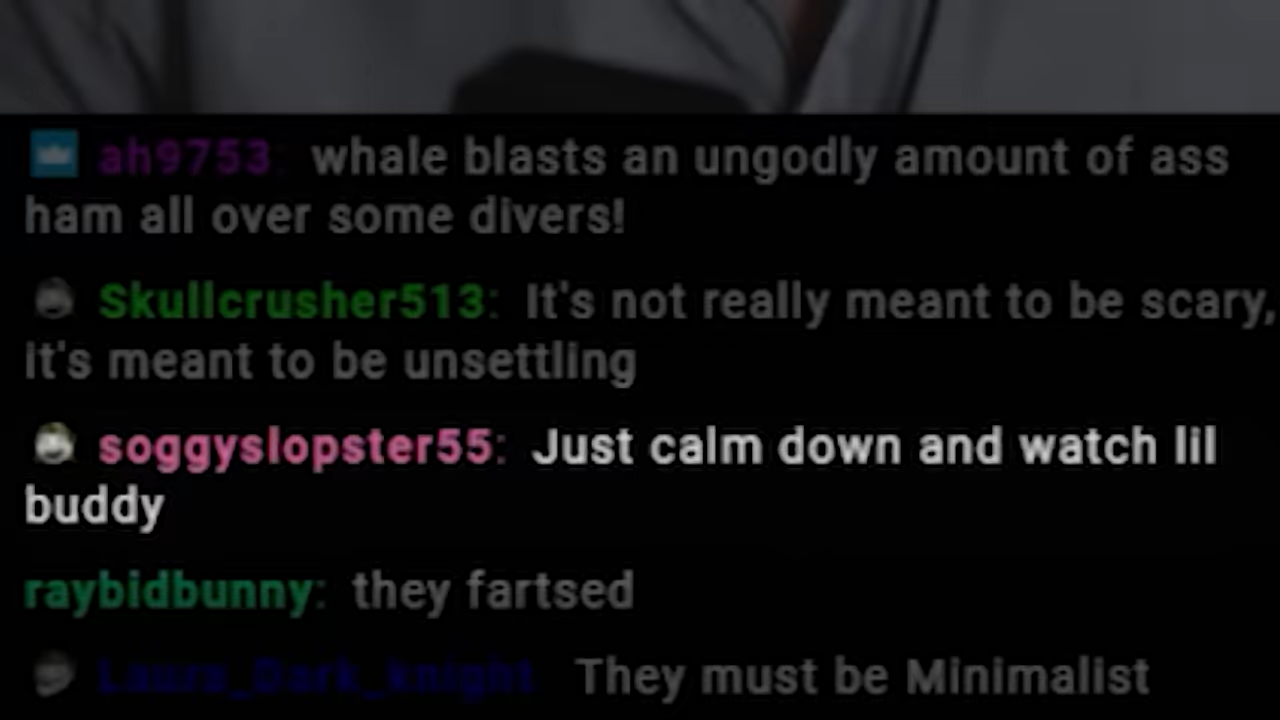 ah9753: whale blasts an ungodly amount of ass
ham all over some divers!
Skullcrusher513: It's not really meant to be scary,
it's meant to be unsettling
soggyslopster55: Just calm down and watch lil
buddy
raybidbunny: they fartsed
Laura_Dark_knight: They must be Minimalist